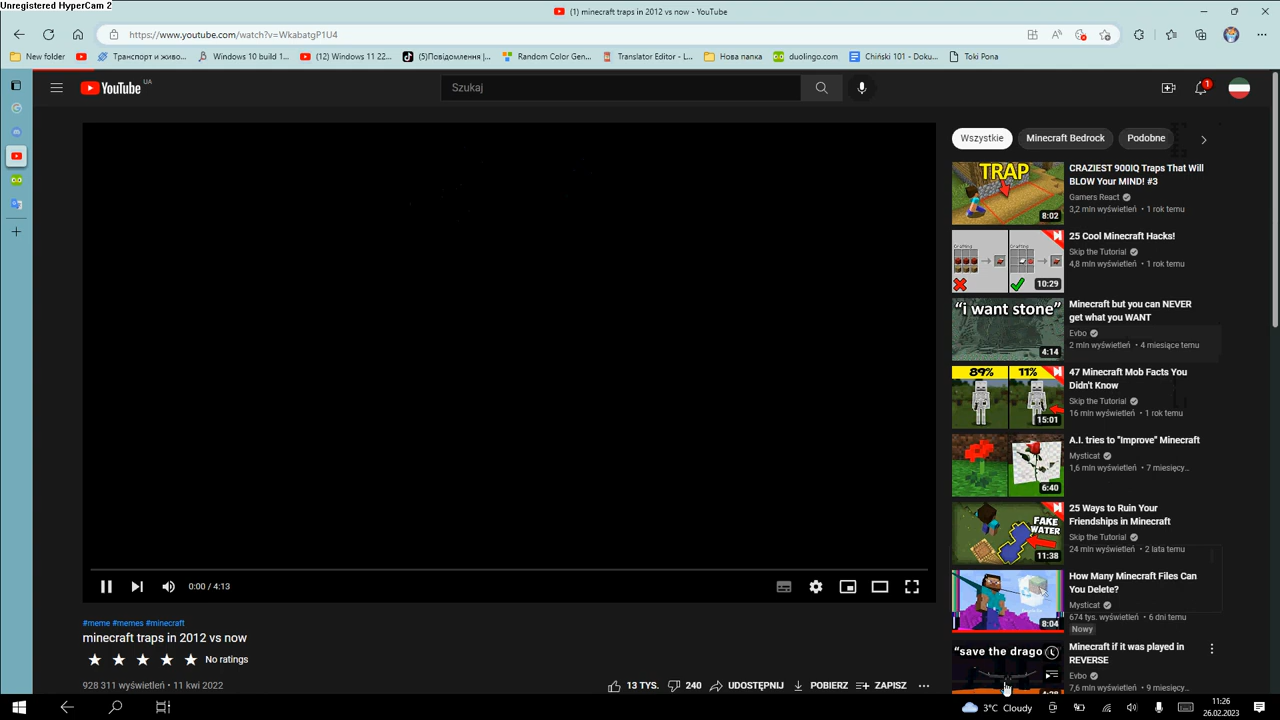 Unregistered HyperCam 2
(1) minecraft traps in 2012 vs now - YouTube
https://www.youtube.com/watch?v=WkabatgP1U4
New folder
Транспорт и живо...
Windows 10 build 1...
(12) Windows 11 22...
(5)Повідомлення |...
Random Color Gen...
Translator Editor – L...
Нова папка
duolingo.com
Chiński 101 - Doku...
Toki Pona
YouTube UA
Szukaj
1
Wszystkie
Minecraft Bedrock
Podobne
TRAP
8:02
CRAZIEST 900IQ Traps That Will
BLOW Your MIND! #3
Gamers React
3,2 mln wyświetleń • 1 rok temu
Crafting
Crafting
10:29
25 Cool Minecraft Hacks!
Skip the Tutorial
4,8 mln wyświetleń • 1 rok temu
"i want stone"
4:14
Minecraft but you can NEVER
get what you WANT
Evbo
2 mln wyświetleń • 4 miesiące temu
89%
11%
15:01
47 Minecraft Mob Facts You
Didn't Know
Skip the Tutorial
16 mln wyświetleń • 1 rok temu
6:40
A.I. tries to "Improve" Minecraft
Mysticat
1,6 mln wyświetleń • 7 miesięcy...
FAKE
WATER
11:38
25 Ways to Ruin Your
Friendships in Minecraft
Skip the Tutorial
24 mln wyświetleń • 2 lata temu
8:04
How Many Minecraft Files Can
You Delete?
Mysticat
674 tys. wyświetleń • 6 dni temu
Nowy
"save the drago
Minecraft if it was played in
REVERSE
Evbo
7,6 mln wyświetleń • 9 miesięcy...
0:00 / 4:13
#meme #memes #minecraft
minecraft traps in 2012 vs now
No ratings
928 311 wyświetleń • 11 kwi 2022
13 TYS.
240
UDOSTĘPNIJ
POBIERZ
ZAPISZ
3°C Cloudy
11:26
26.02.2023